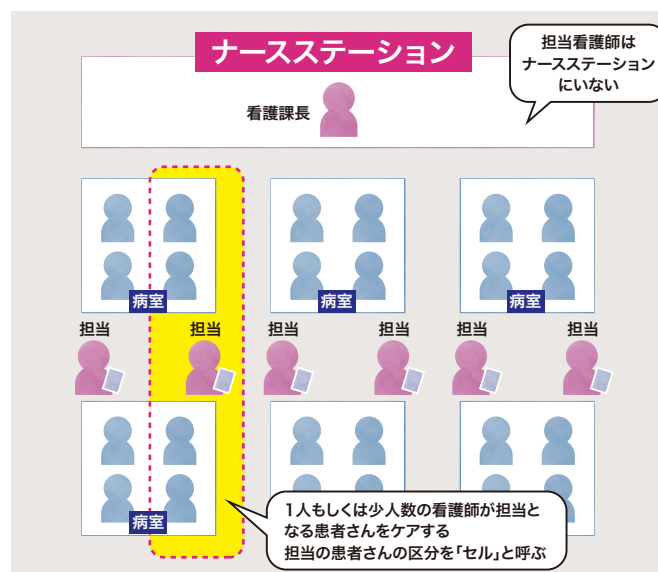 ナースステーション
担当看護師は
ナースステーション
にいない
看護課長
病室
病室
病室
担当
担当
担当
担当
担当
担当
病室
1人もしくは少人数の看護師が担当と
なる患者さんをケアする
担当の患者さんの区分を「セル」と呼ぶ